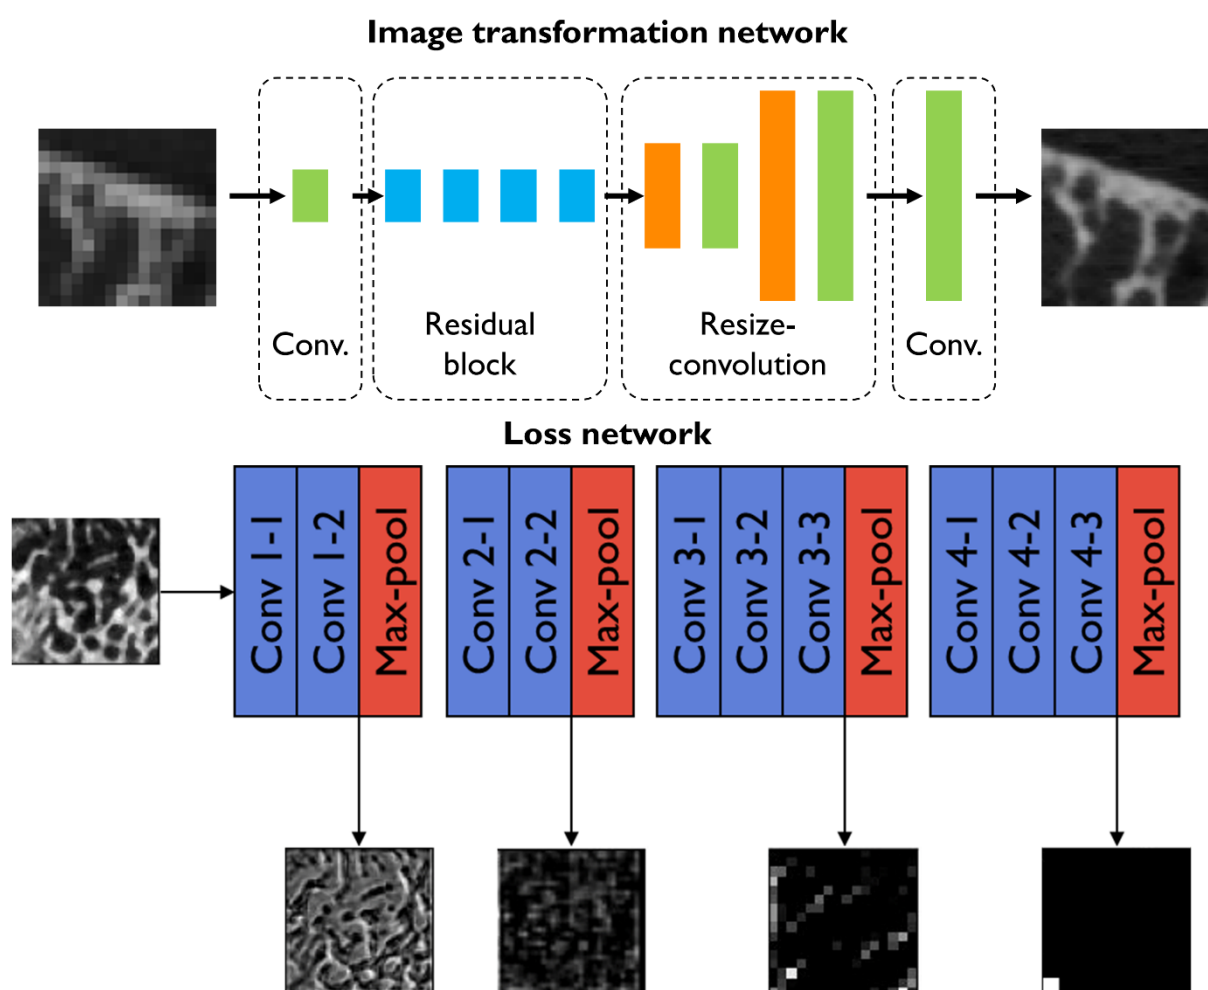 Image transformation network
Conv.
Residual
block
Resize-
convolution
Conv.
Loss network
Conv 1-1
Conv 1-2
Max-pool
Conv 2-1
Conv 2-2
Max-pool
Conv 3-1
Conv 3-2
Conv 3-3
Max-pool
Conv 4-1
Conv 4-2
Conv 4-3
Max-pool